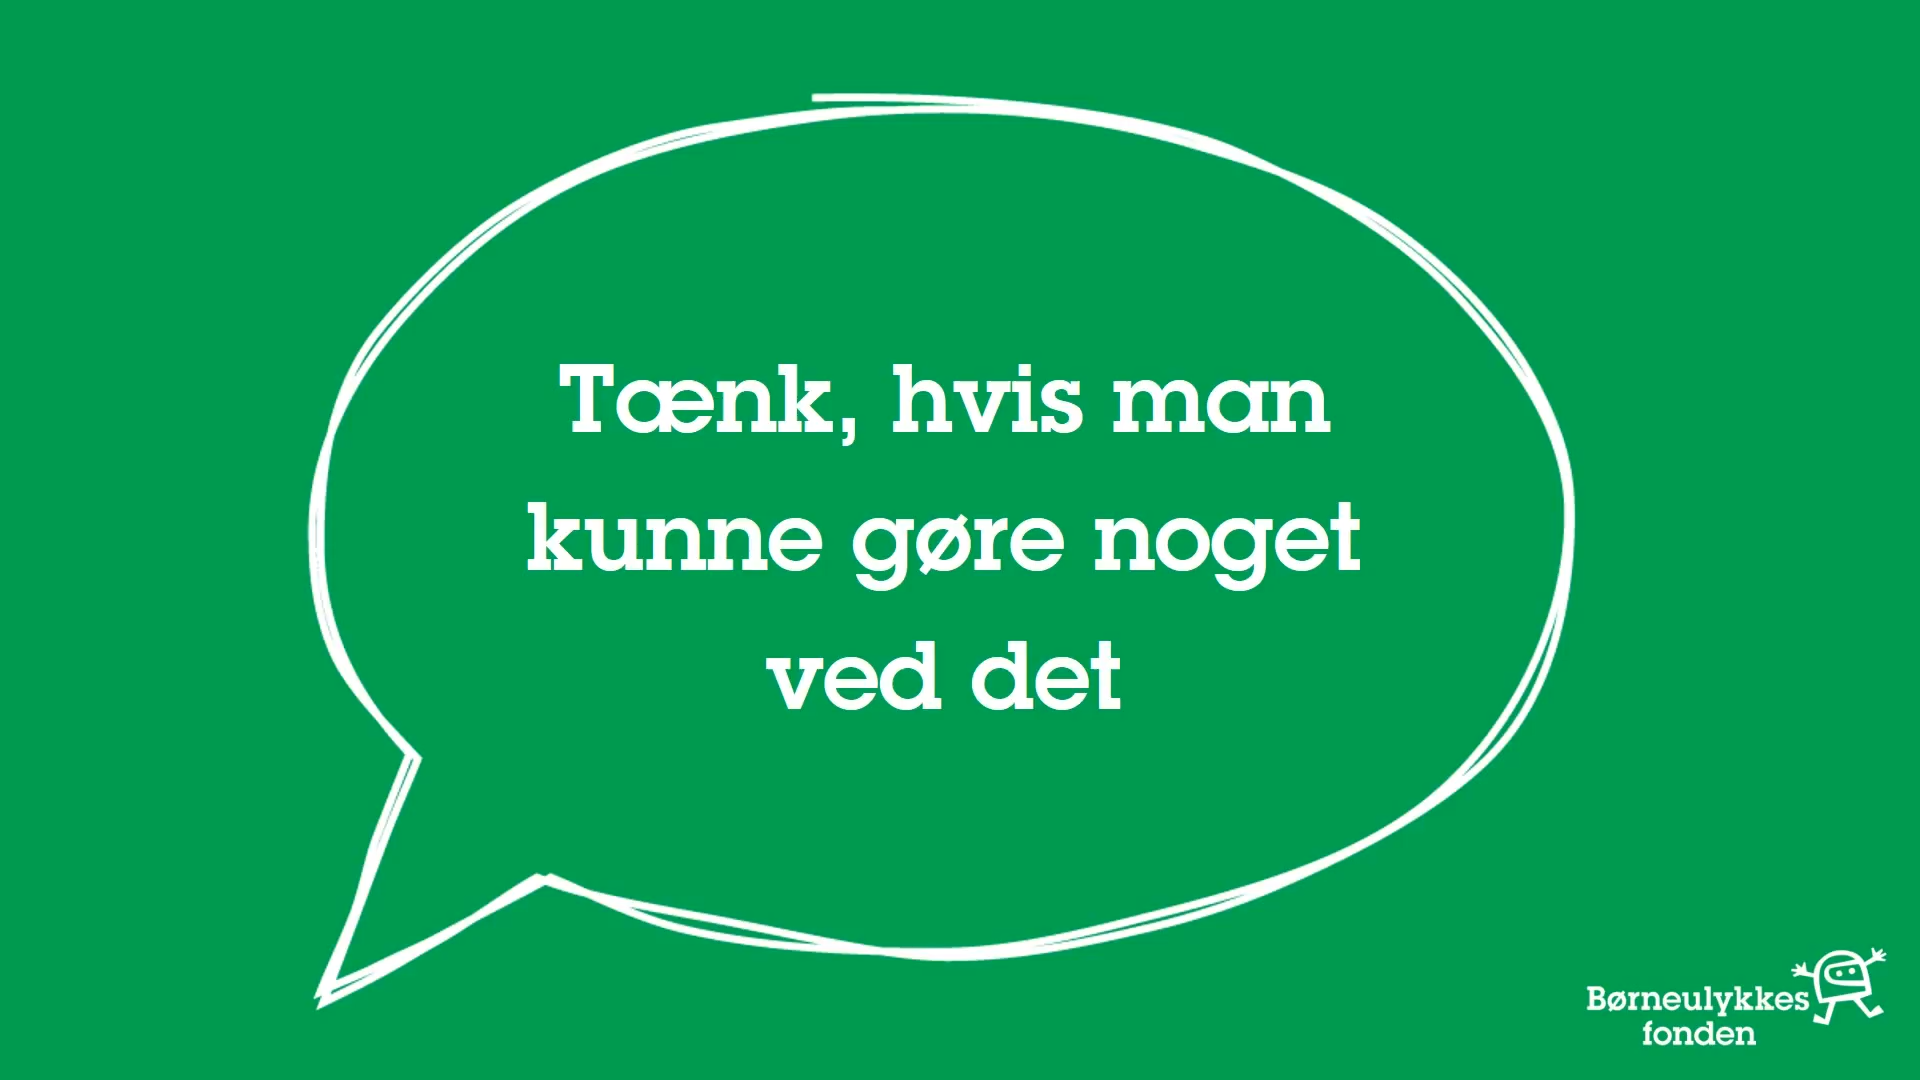 Tænk, hvis man
kunne gøre noget
ved det
Børneulykkes
fonden